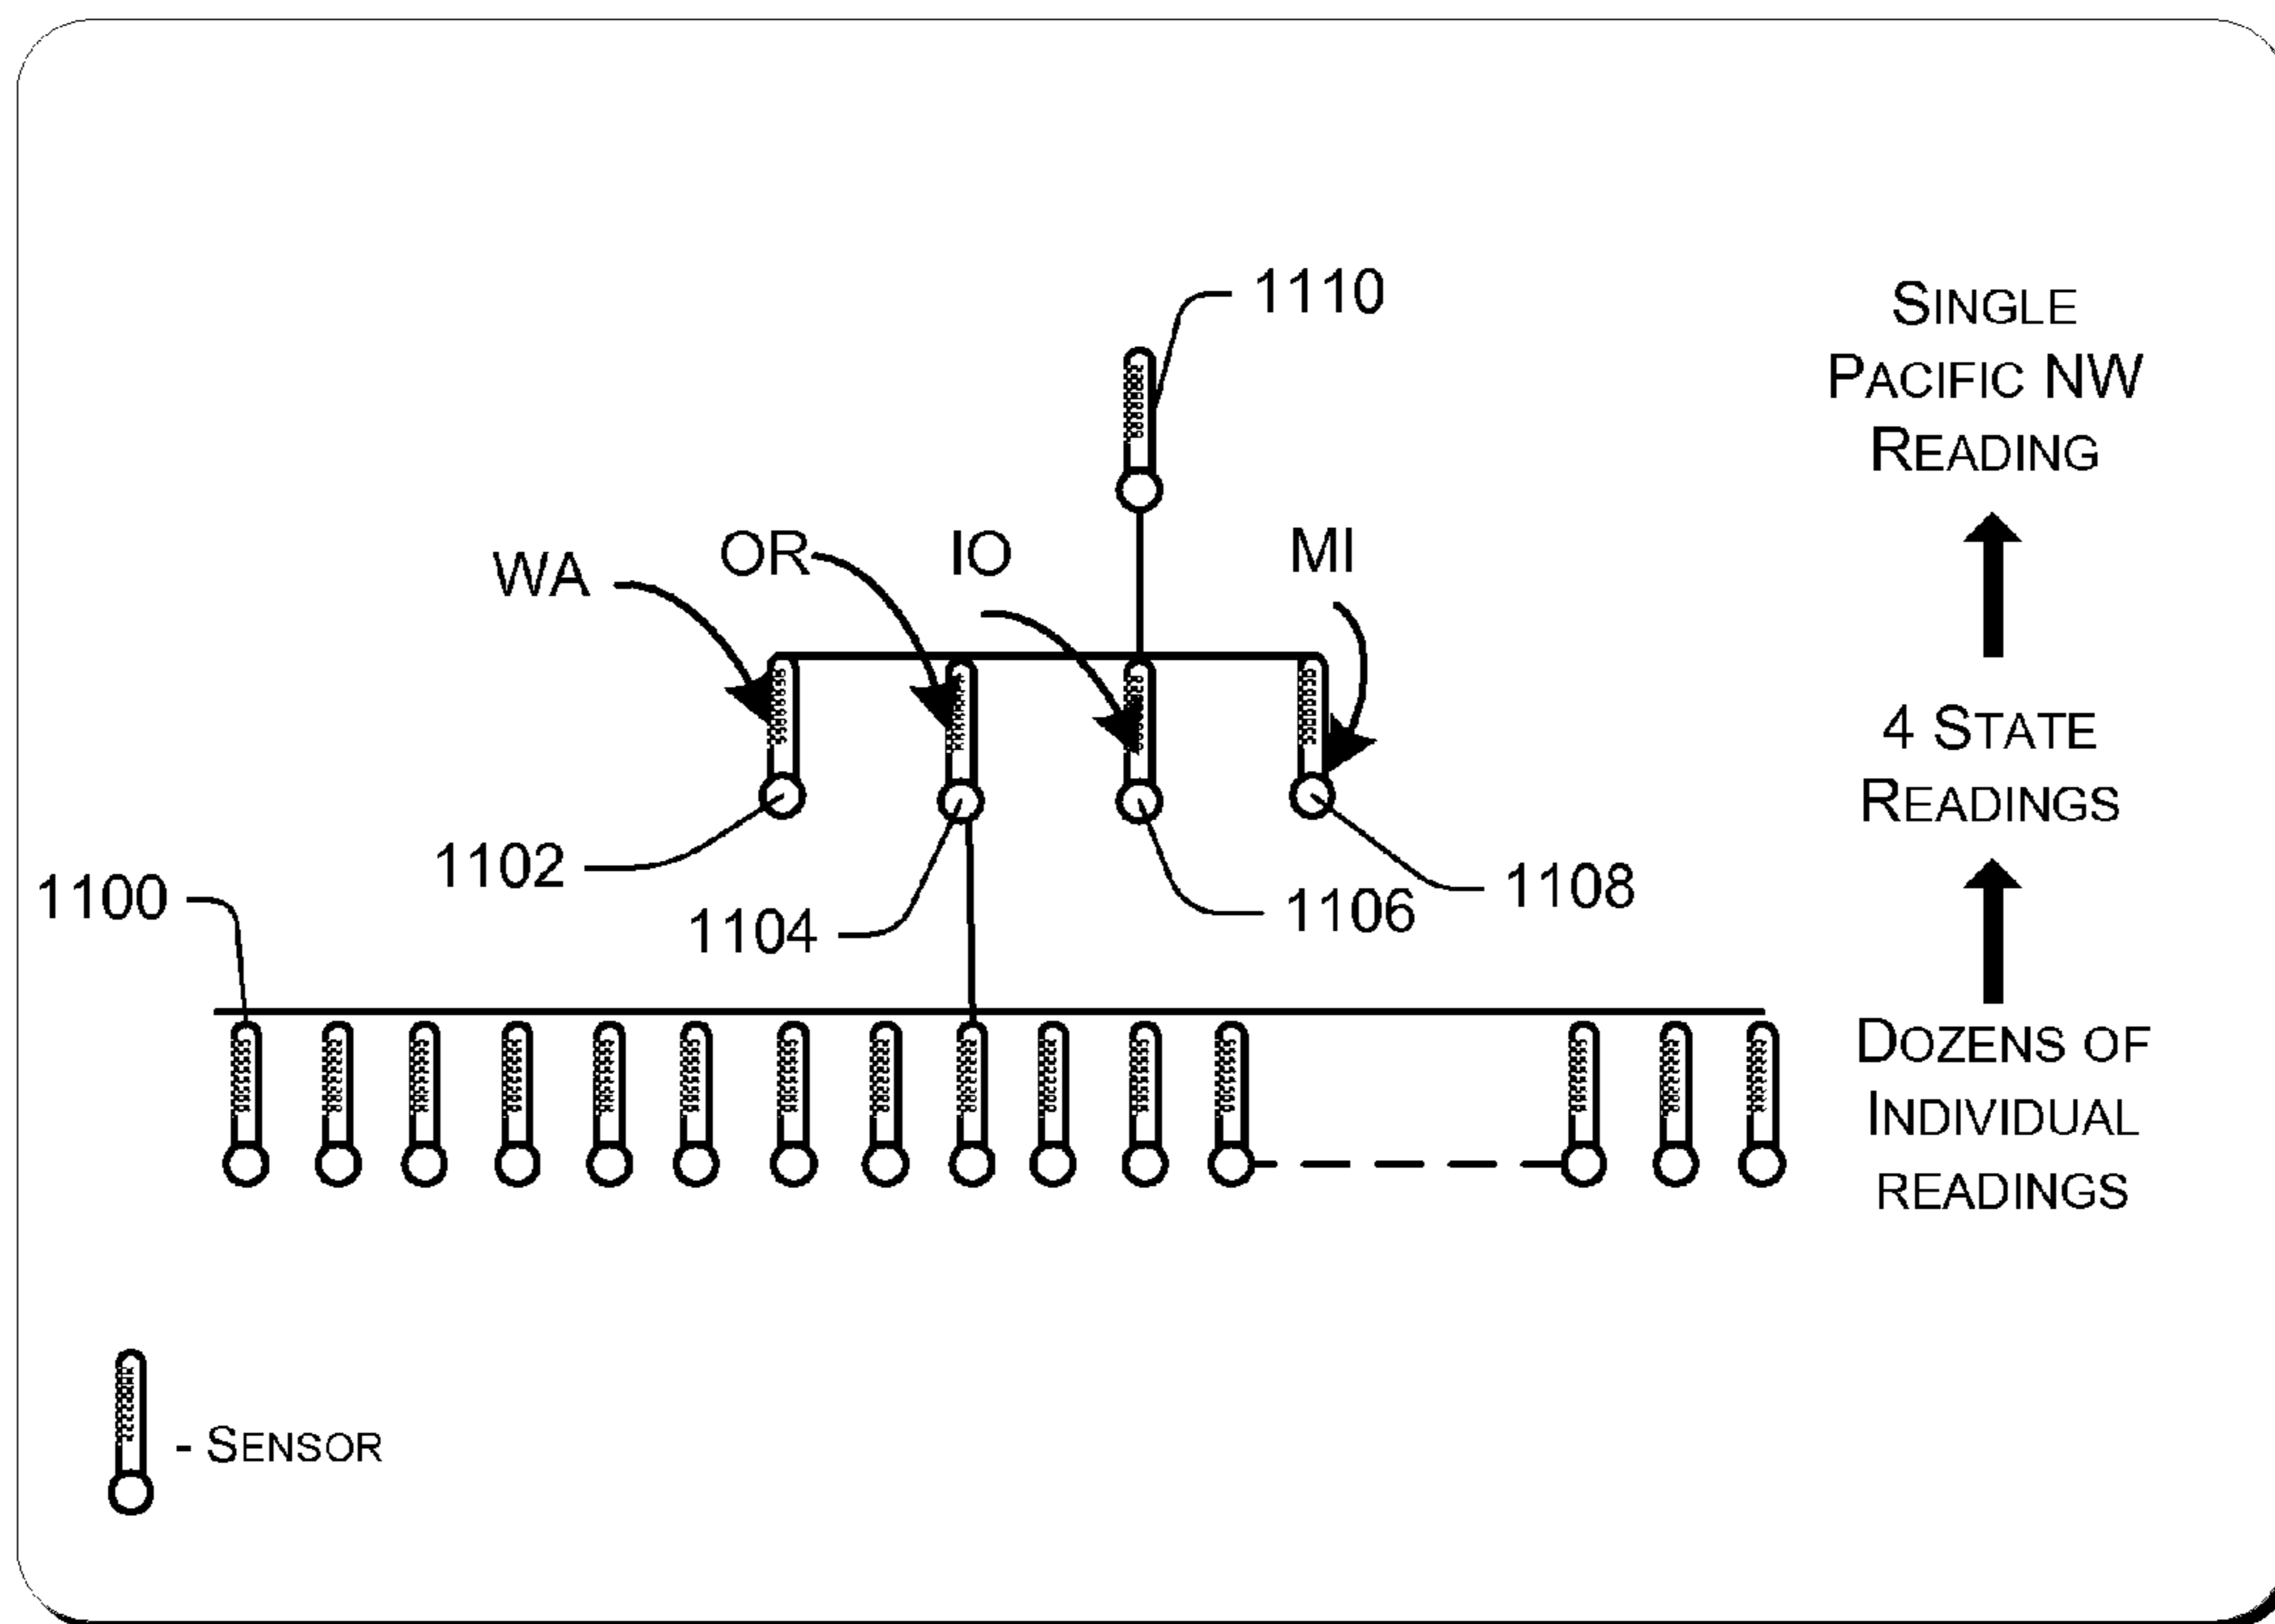 1110
SINGLE
PACIFIC NW
READING
WA
OR
IO
MI
4 STATE
READINGS
1102
1104
1106
1108
1100
DOZENS OF
INDIVIDUAL
READINGS
- SENSOR